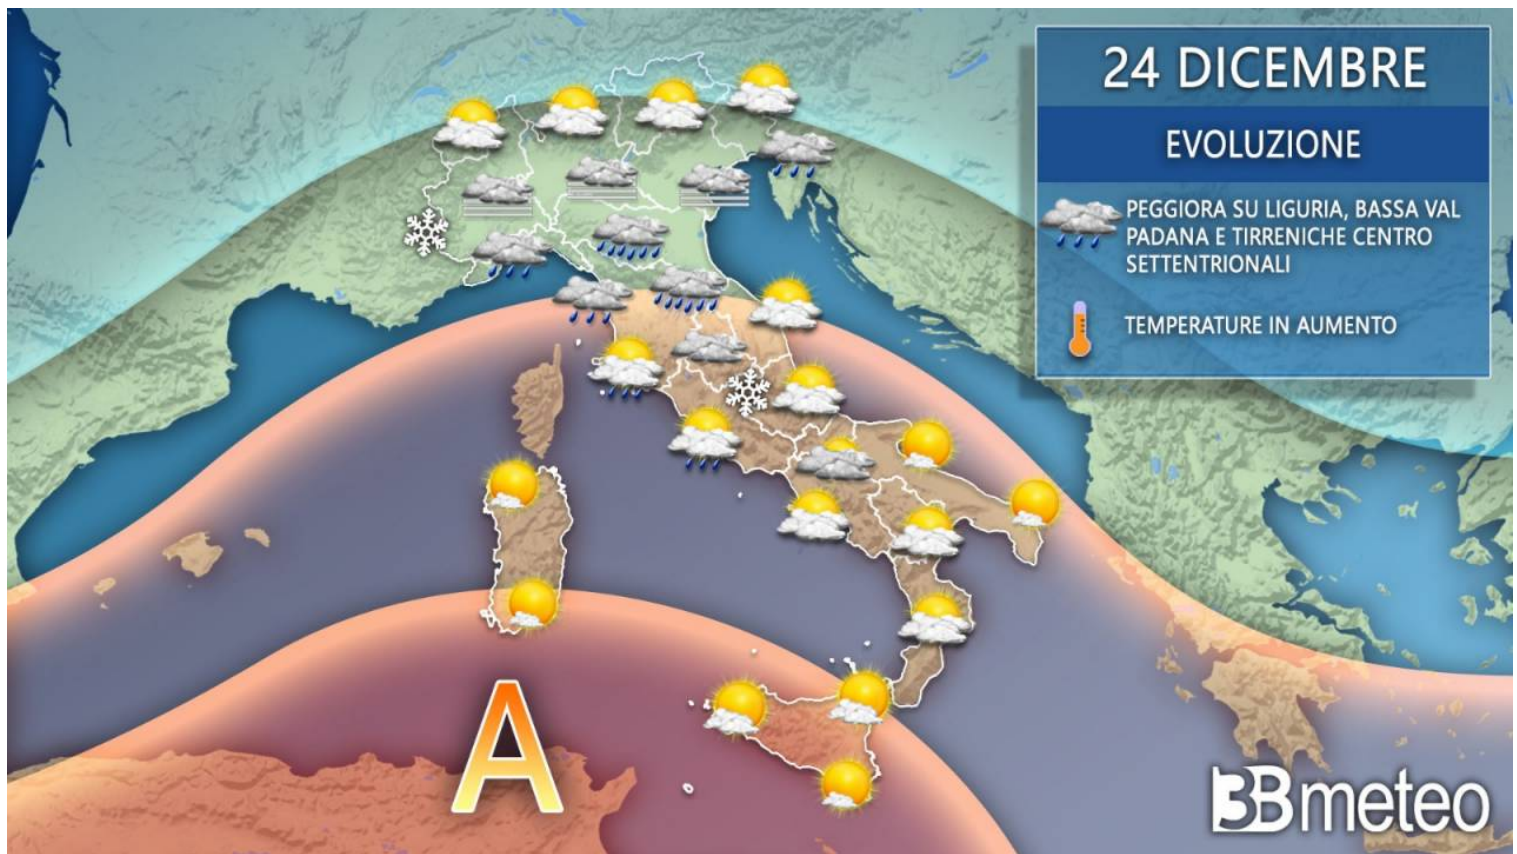 24 DICEMBRE
EVOLUZIONE
PEGGIORA SU LIGURIA, BASSA VAL
PADANA E TIRRENICHE CENTRO
SETTENTRIONALI
TEMPERATURE IN AUMENTO
A
3Bmeteo